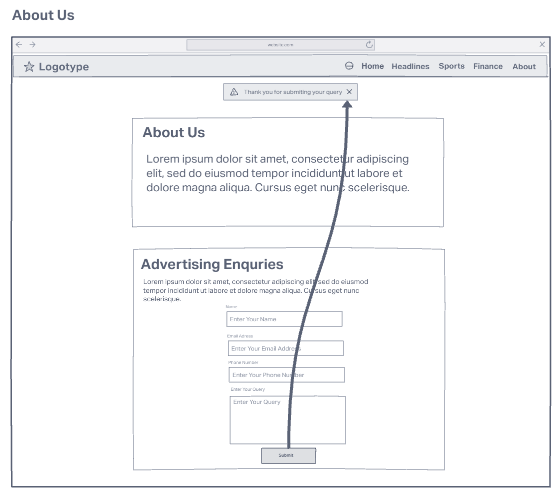 About Us
Logotype
Home Headlines Sports Finance About
Thank you for submiting your query
About Us
Lorem ipsum dolor sit amet, consectetur adipiscing
elit, sed do eiusmod tempor incididunt ut labore et
dolore magna aliqua. Cursus eget nunc scelerisque.
Advertising Enquries
Lorem ipsum dolor sit amet, consectetur adipiscing elit, sed do eiusmod
tempor incididunt ut labore et dolore magna aliqua. Cursus eget nunc
scelerisque.
Name
Enter Your Name
Email Address
Enter Your Email Address
Phone Number
Enter Your Phone Number
Enter Your Query
Enter Your Query
Submit